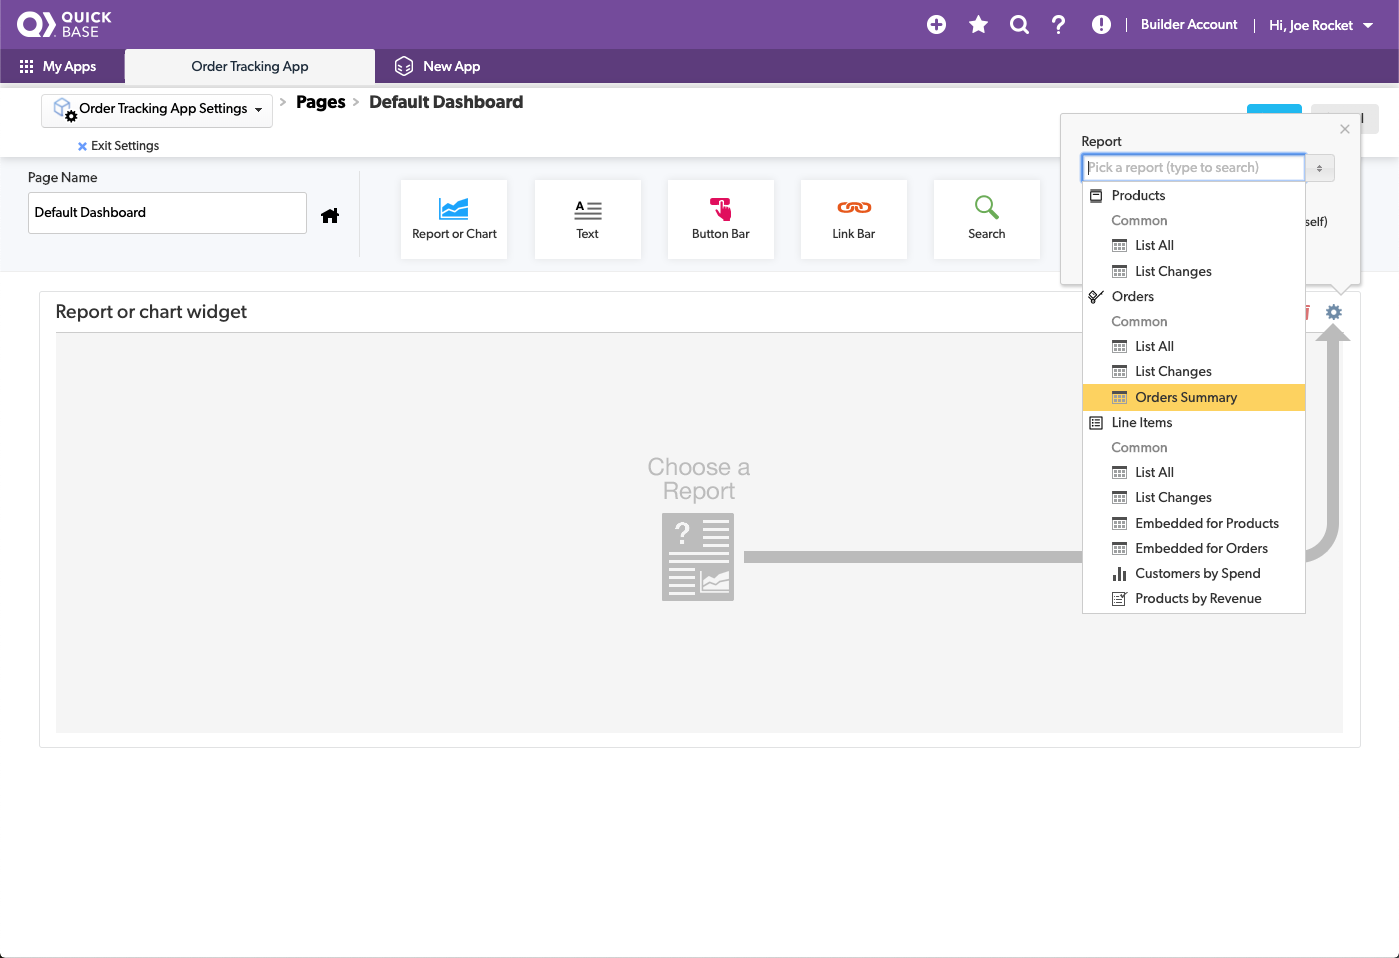 QUICK
BASE
Builder Account
Hi, Joe Rocket
My Apps
Order Tracking App
New App
Order Tracking App Settings
> Pages > Default Dashboard
Exit Settings
Page Name
Default Dashboard
Report or Chart
Text
Button Bar
Link Bar
Search
Report
Pick a report (type to search)
self)
Products
Common
List All
List Changes
Orders
Common
List All
List Changes
Orders Summary
Line Items
Common
List All
List Changes
Embedded for Products
Embedded for Orders
Customers by Spend
Products by Revenue
Report or chart widget
Choose a
Report
?